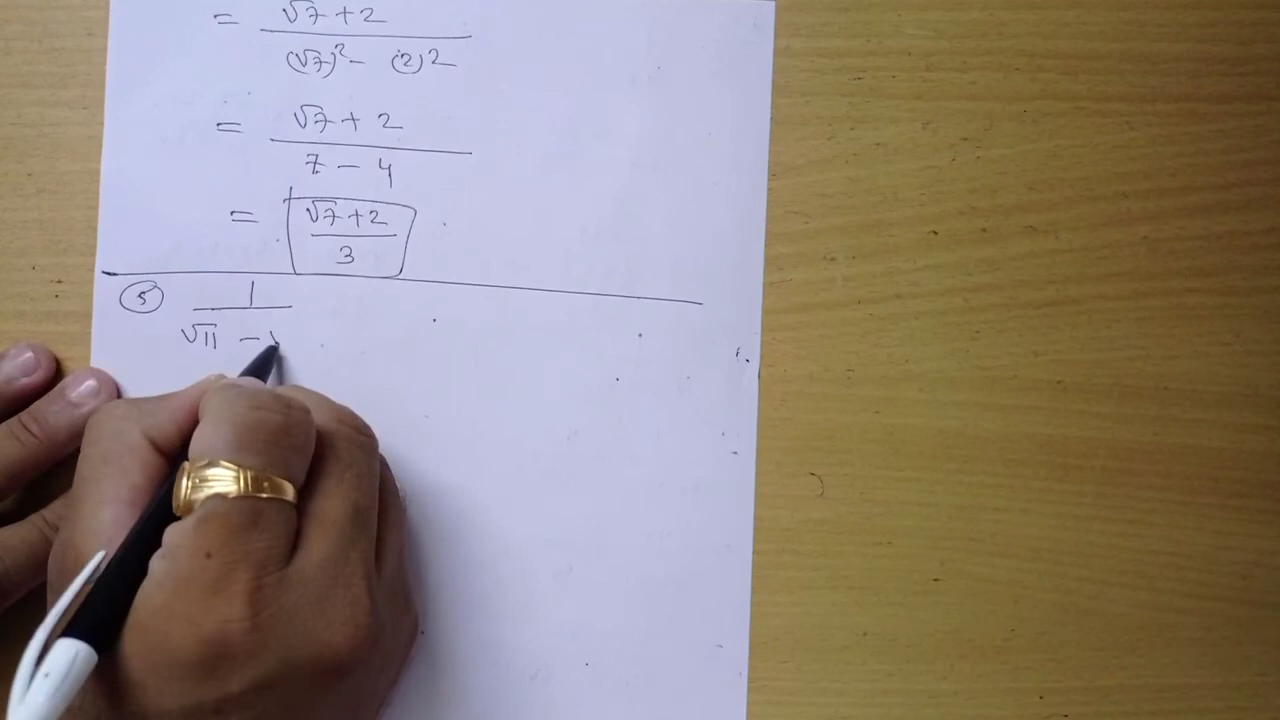 = √7 + 2
(√7)² - (2)²
= √7 + 2
7 - 4
= √7 + 2
3
5 1
√11 -